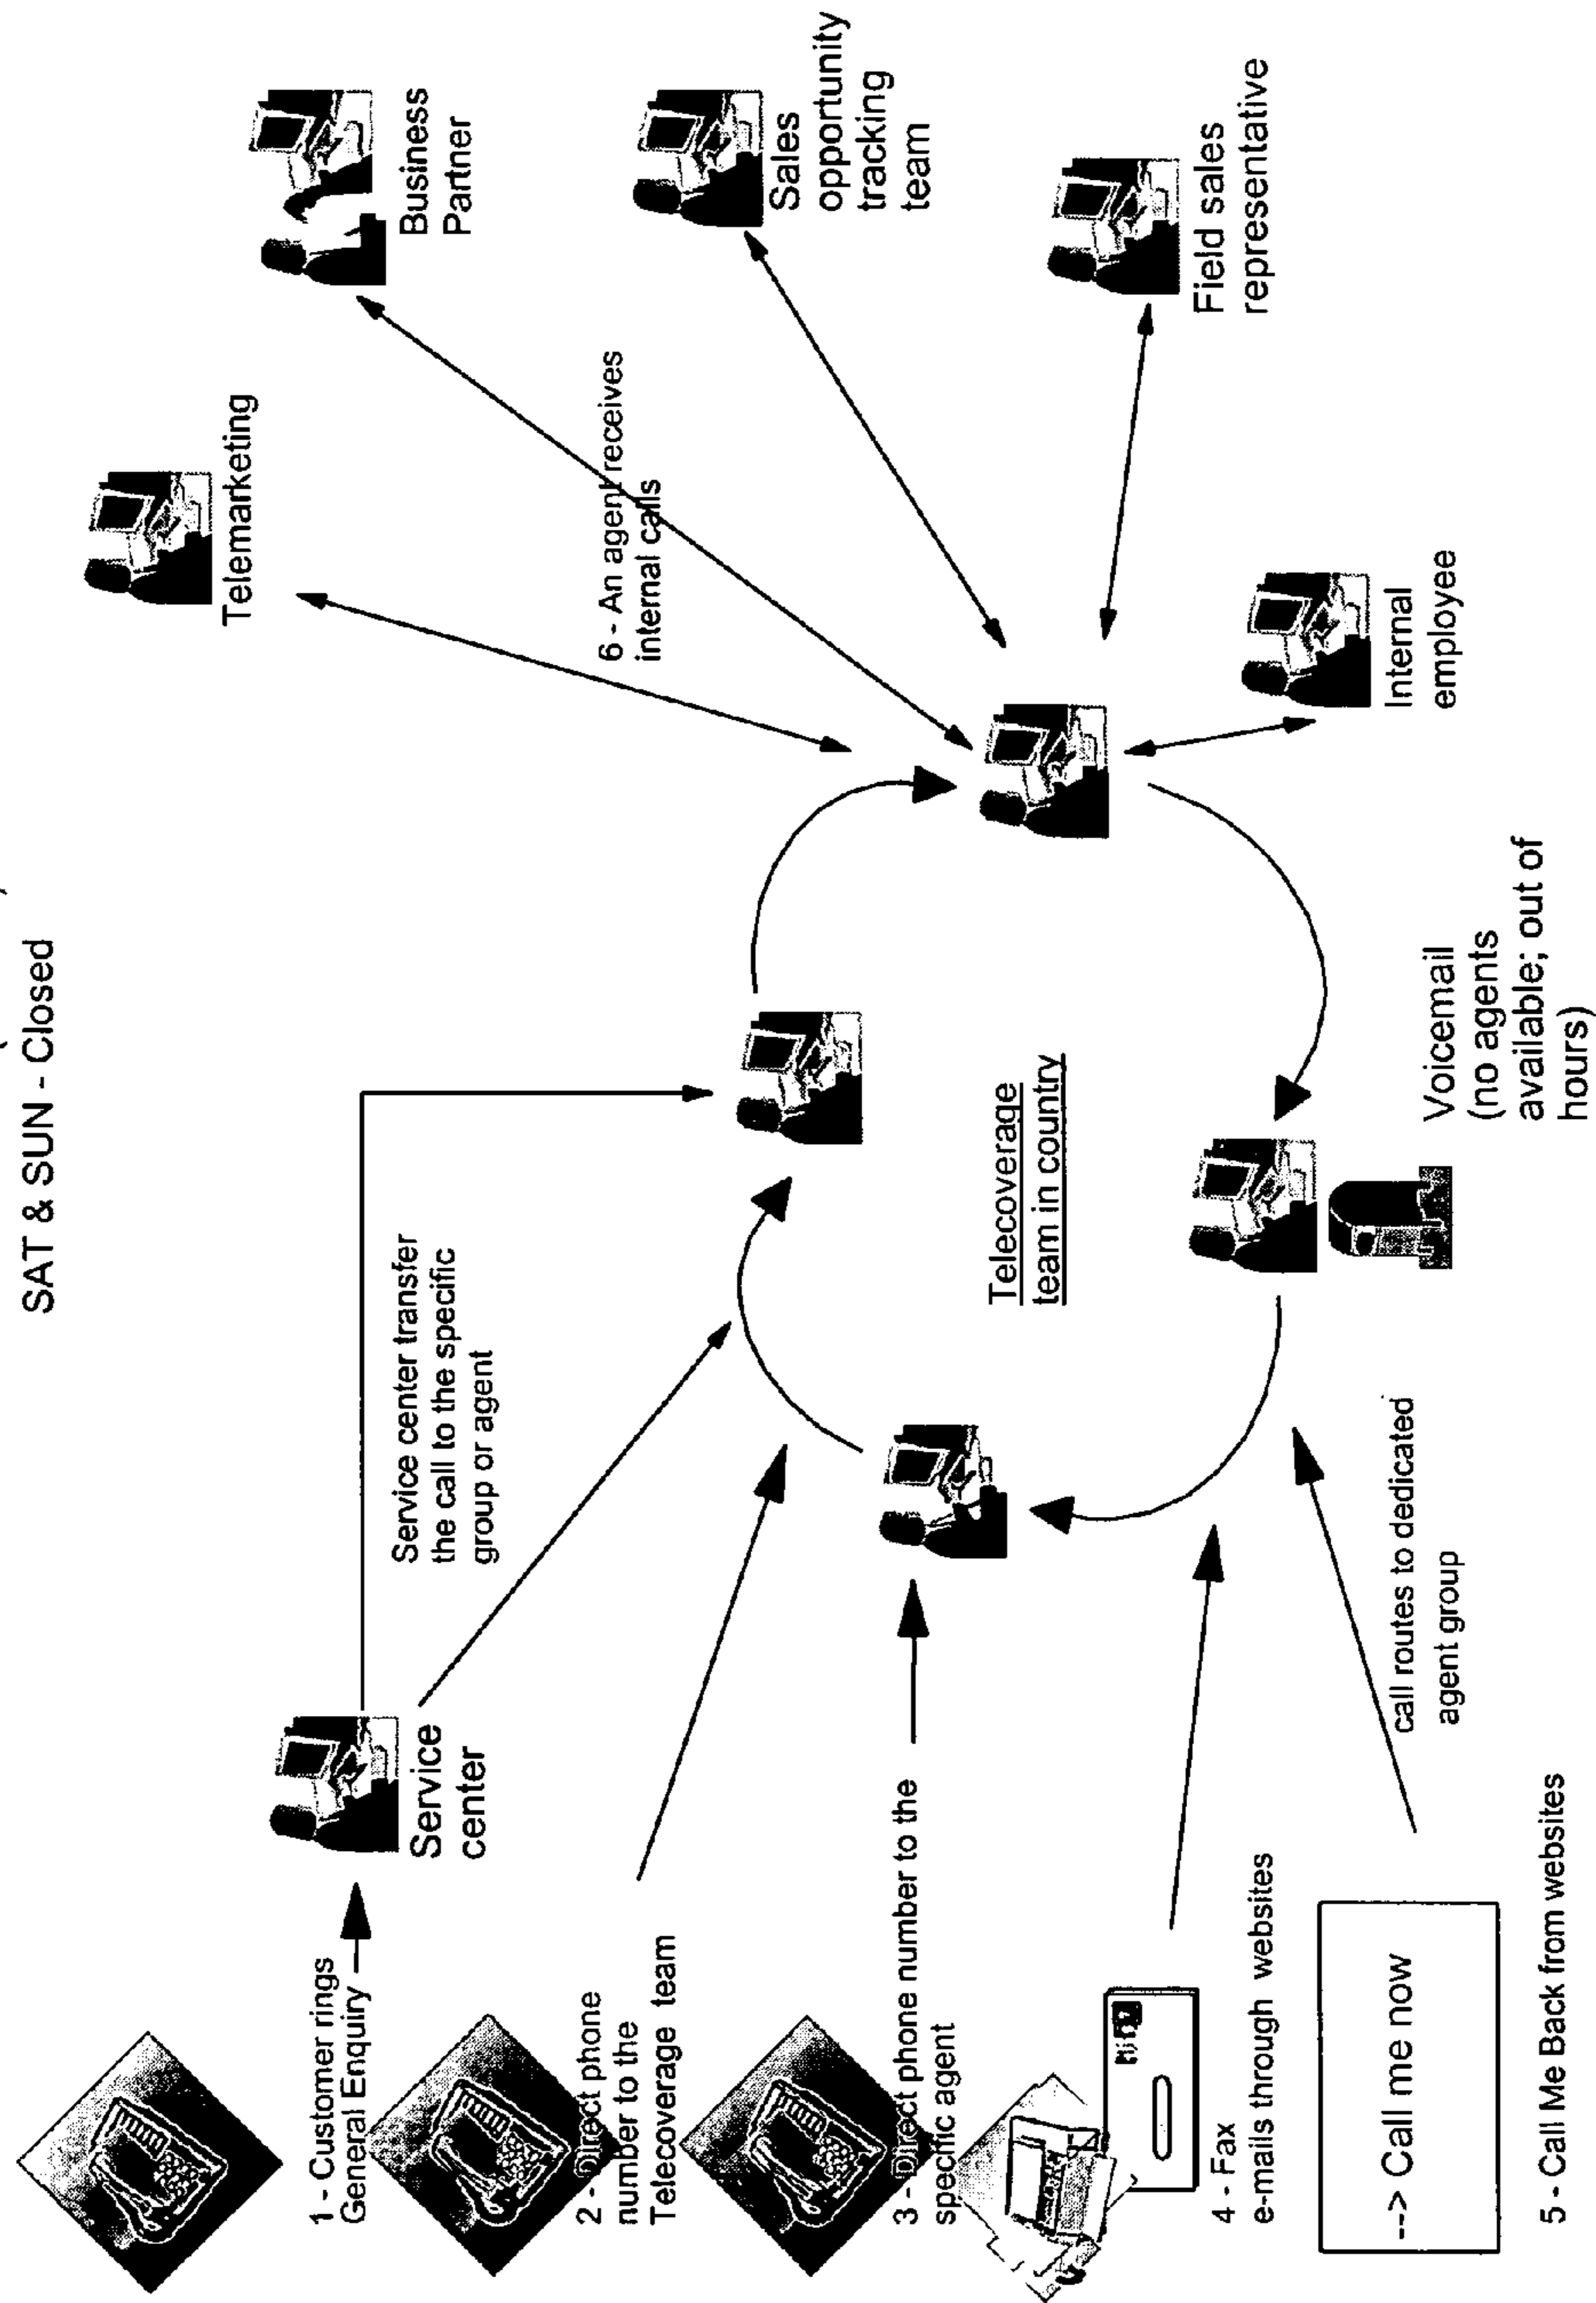 SAT & SUN - Closed
1 - Customer rings
General Enquiry
Service
center
Service center transfer
the call to the specific
group or agent
2 - Direct phone
number to the
Telecoverage team
3 - Direct phone number to the
specific agent
4 - Fax
e-mails through websites
--> Call me now
5 - Call Me Back from websites
call routes to dedicated
agent group
Telecoverage
team in country
Voicemail
(no agents
available; out of
hours)
6 - An agent receives
internal calls
Telemarketing
Business
Partner
Sales
opportunity
tracking
team
Field sales
representative
Internal
employee